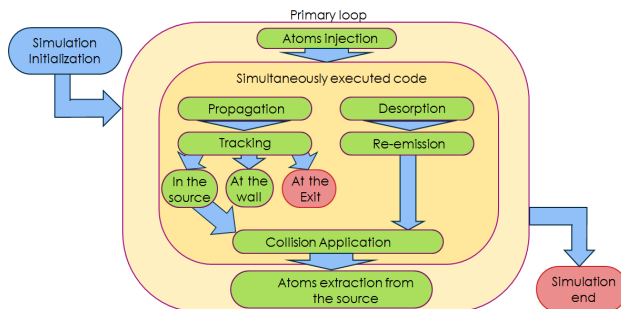 Primary loop
Simulation
Initialization
Atoms injection
Simultaneously executed code
Propagation
Desorption
Tracking
Re-emission
In the
source
At the
wall
At the
Exit
Collision Application
Atoms extraction from
the source
Simulation
end